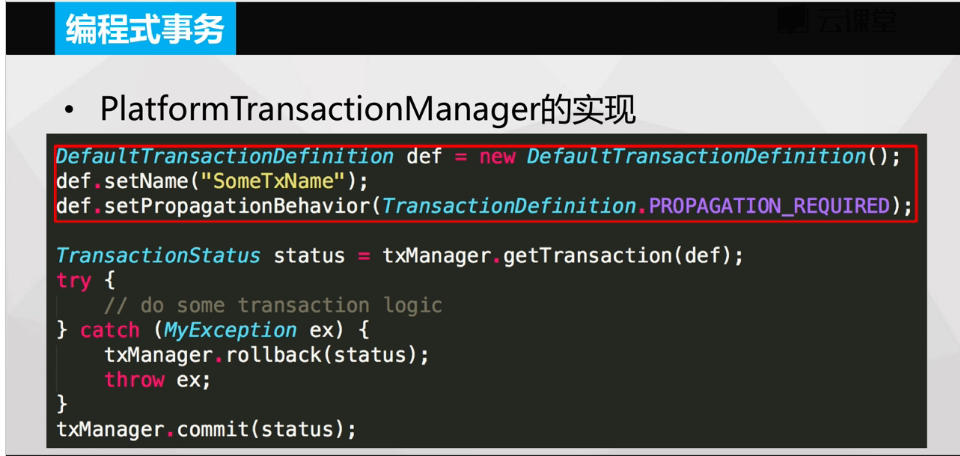 编程式事务
云课堂
• PlatformTransactionManager的实现
DefaultTransactionDefinition def = new DefaultTransactionDefinition();
def.setName("SomeTxName");
def.setPropagationBehavior(TransactionDefinition.PROPAGATION_REQUIRED);
TransactionStatus status = txManager.getTransaction(def);
try {
// do some transaction logic
} catch (MyException ex) {
txManager.rollback(status);
throw ex;
}
txManager.commit(status);